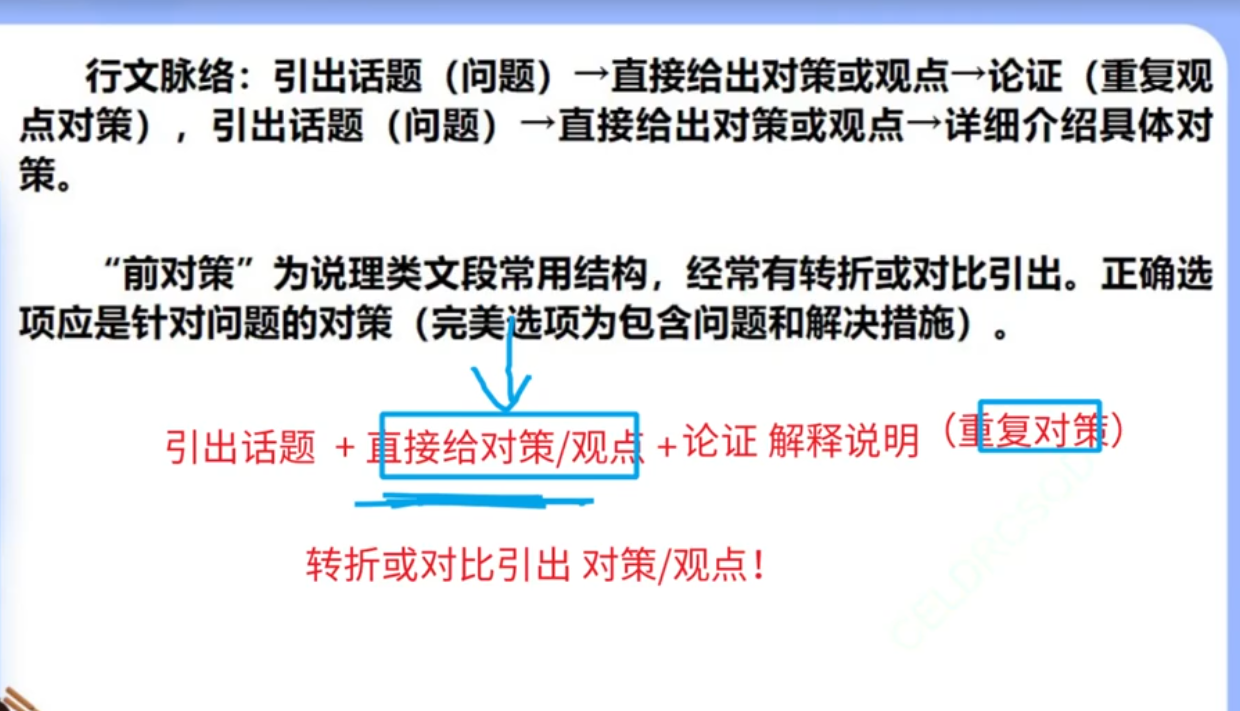 行文脉络：引出话题（问题）→直接给出对策或观点→论证（重复观
点对策），引出话题（问题）→直接给出对策或观点→详细介绍具体对
策。
“前对策”为说理类文段常用结构，经常有转折或对比引出。正确选
项应是针对问题的对策（完美选项为包含问题和解决措施）。
引出话题 + 直接给对策/观点 + 论证 解释说明（重复对策）
转折或对比引出 对策/观点！